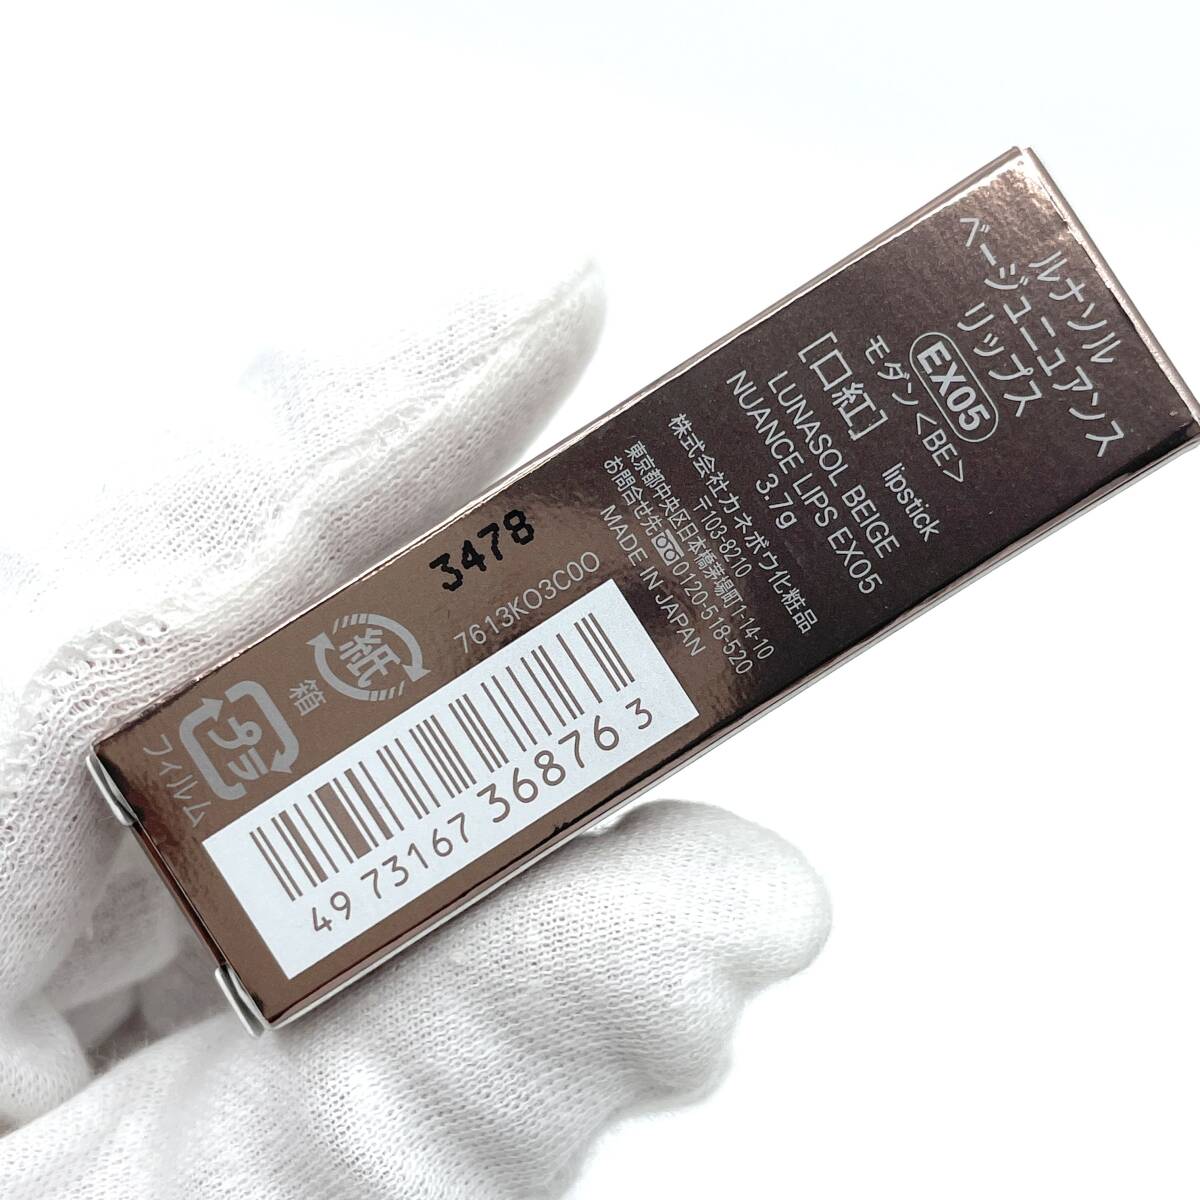 ルナソル
ベージュニュアンス
リップス
EX05
モダン<BE>
[口紅] lipstick
LUNASOL BEIGE
NUANCE LIPS EX05
3.7g
株式会社カネボウ化粧品
〒103-8210
東京都中央区日本橋茅場町1-14-10
お問合せ先 0120-518-520
MADE IN JAPAN
3478
7613KO3C00
紙
箱
プラ
フィルム
4973167368763